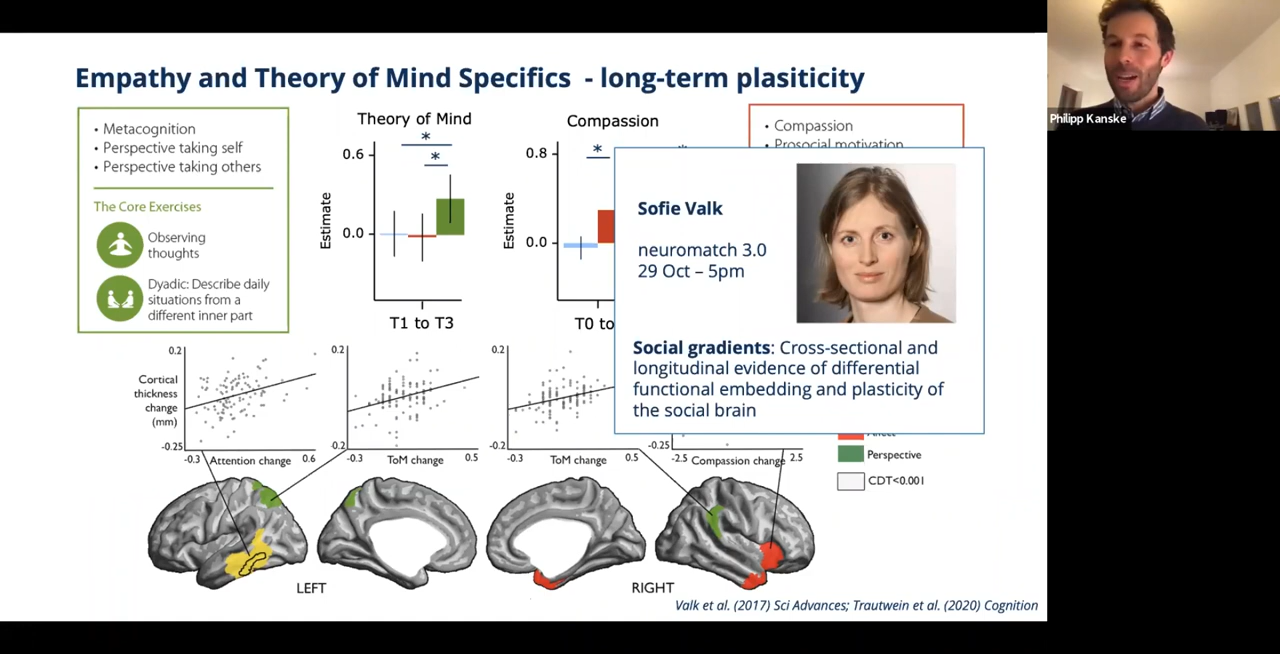 Empathy and Theory of Mind Specifics - long-term plasiticity
Philipp Kanske
• Metacognition
• Perspective taking self
• Perspective taking others
The Core Exercises
Observing
thoughts
Dyadic: Describe daily
situations from a
different inner part
Theory of Mind
*
*
0.6
0.0
Estimate
T1 to T3
Compassion
*
*
0.8
0.0
Estimate
T0 to
• Compassion
• Prosocial motivation
Sofie Valk
neuromatch 3.0
29 Oct – 5pm
Social gradients: Cross-sectional and
longitudinal evidence of differential
functional embedding and plasticity of
the social brain
Cortical
thickness
change
(mm)
0.2
-0.25
-0.3
Attention change
0.6
0.2
-0.2
-0.3
ToM change
0.5
0.2
-0.2
-0.3
ToM change
0.5
-0.25
-2.5
Compassion change
2.5
Affect
Perspective
CDT<0.001
LEFT
RIGHT
Valk et al. (2017) Sci Advances; Trautwein et al. (2020) Cognition